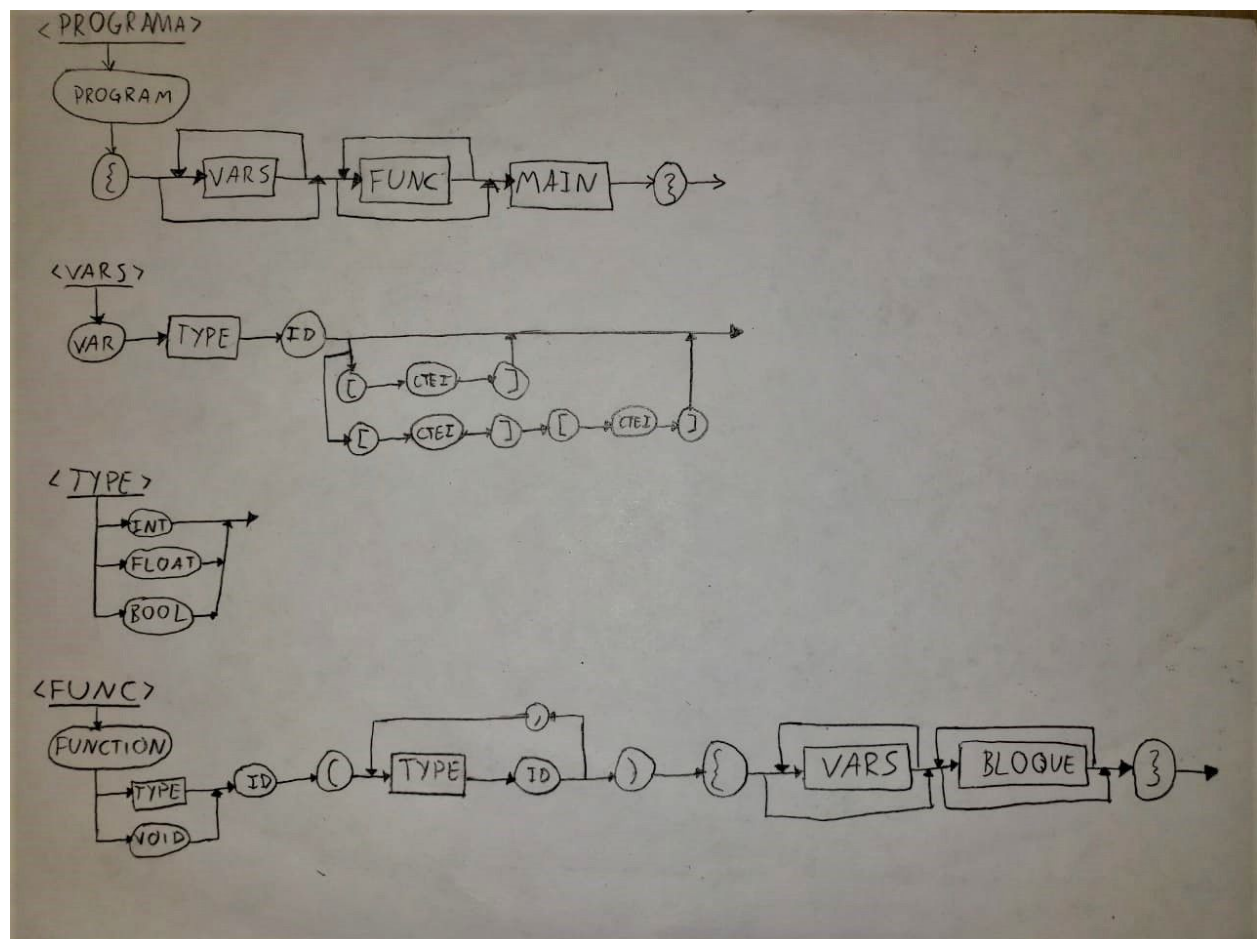 <PROGRAMA>
PROGRAM
{ VARS FUNC MAIN }
<VARS>
VAR TYPE ID
[ CTEI ]
[ CTEI ] [ CTEI ]
<TYPE>
INT
FLOAT
BOOL
<FUNC>
,
FUNCTION
TYPE ID ( TYPE ID ) { VARS BLOQUE }
VOID